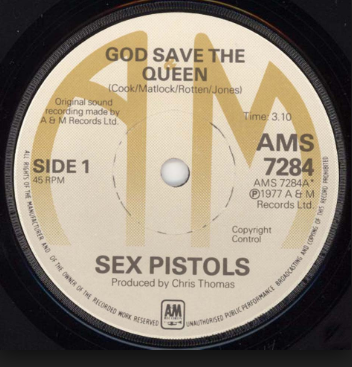 GOD SAVE THE
QUEEN
(Cook/Matlock/Rotten/Jones)
Original sound
recording made by
A & M Records Ltd.
Time: 3.10
SIDE 1
45 RPM
AMS
7284
AMS 7284A*
Ⓟ1977 A & M
Records Ltd.
Copyright
Control
SEX PISTOLS
Produced by Chris Thomas
AM
ALL RIGHTS OF THE MANUFACTURER AND OF THE OWNER OF THE RECORDED WORK RESERVED
UNAUTHORISED PUBLIC PERFORMANCE BROADCASTING AND COPYING OF THIS RECORD PROHIBITED